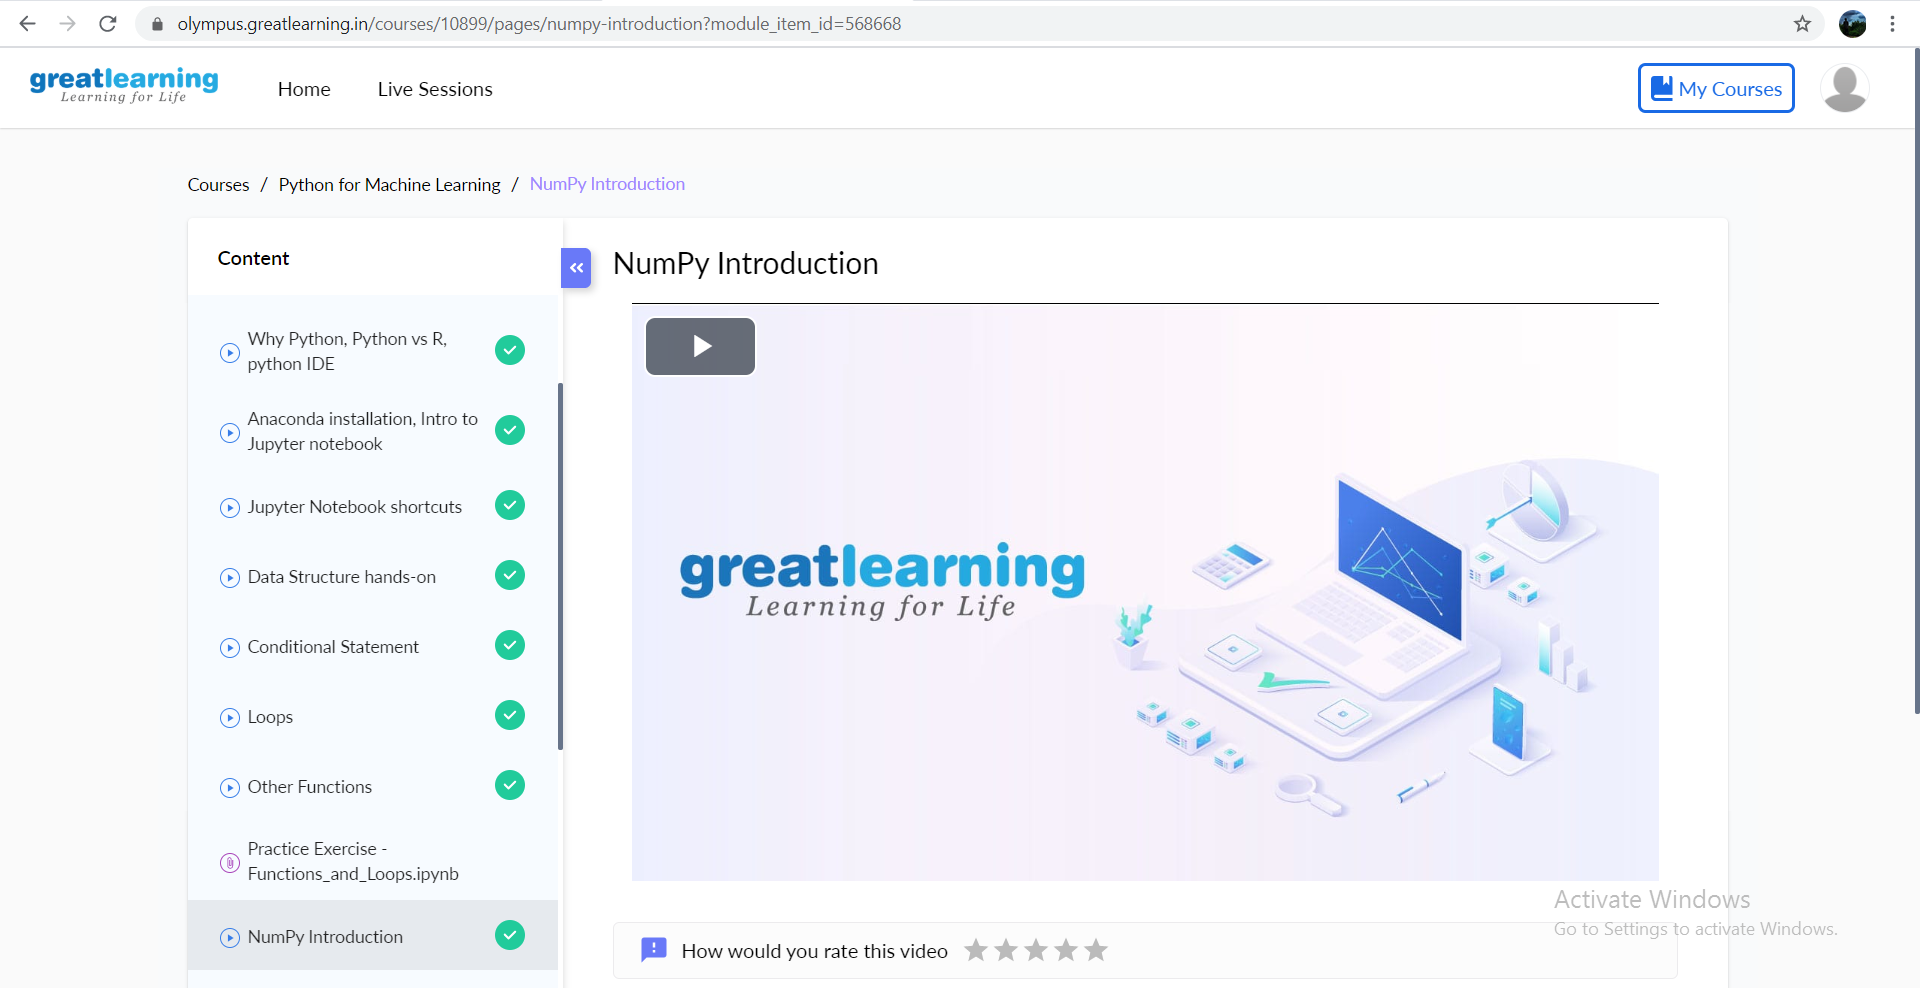 olympus.greatlearning.in/courses/10899/pages/numpy-introduction?module_item_id=568668
greatlearning
Learning for Life
Home
Live Sessions
My Courses
Courses / Python for Machine Learning / NumPy Introduction
Content
Why Python, Python vs R,
python IDE
Anaconda installation, Intro to
Jupyter notebook
Jupyter Notebook shortcuts
Data Structure hands-on
Conditional Statement
Loops
Other Functions
Practice Exercise -
Functions_and_Loops.ipynb
NumPy Introduction
NumPy Introduction
greatlearning
Learning for Life
How would you rate this video
Activate Windows
Go to Settings to activate Windows.